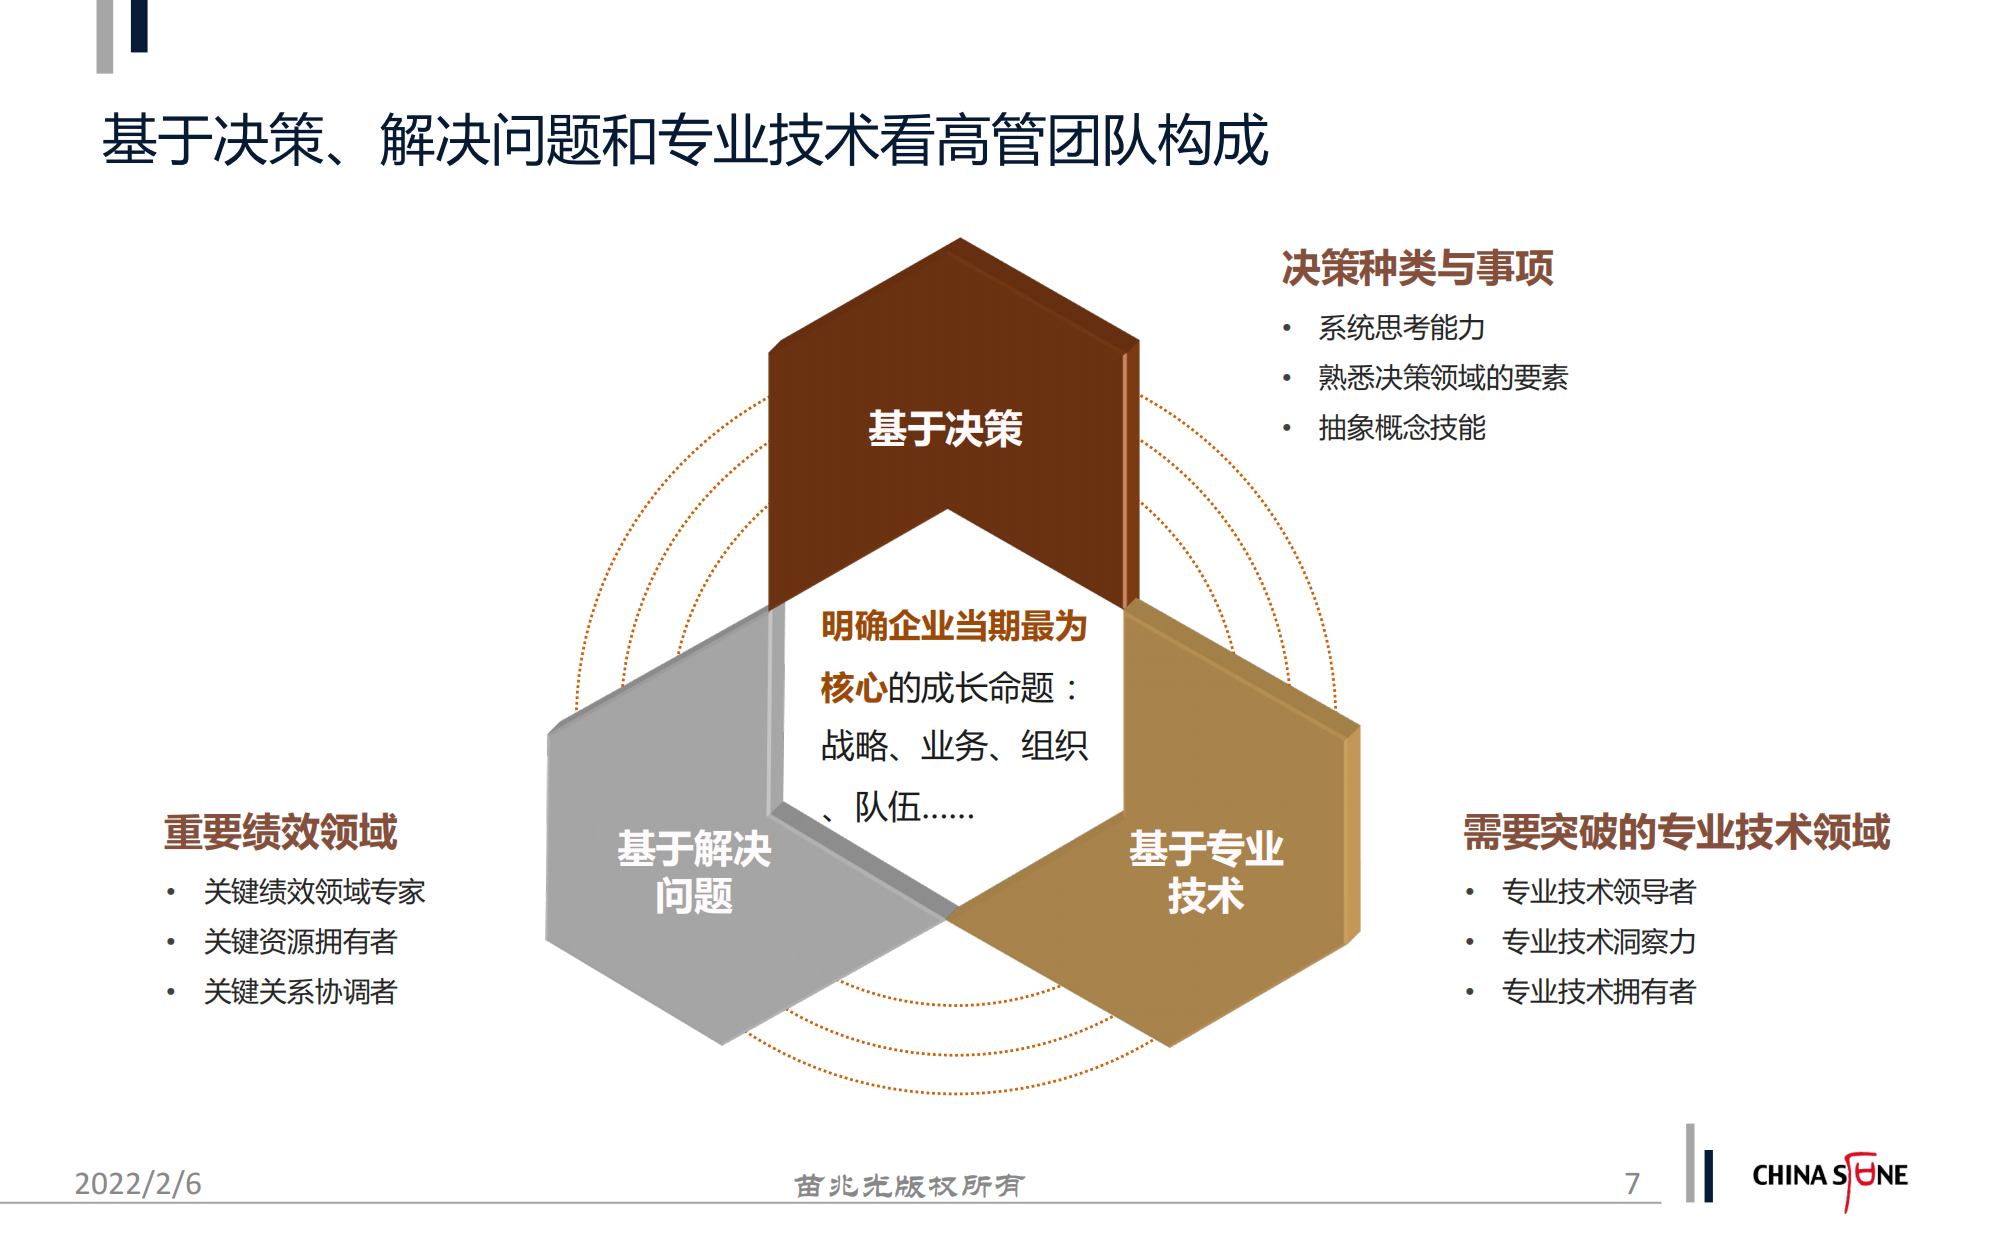 基于决策、解决问题和专业技术看高管团队构成
决策种类与事项
• 系统思考能力
• 熟悉决策领域的要素
• 抽象概念技能
基于决策
明确企业当期最为
核心的成长命题：
战略、业务、组织
、队伍……
基于解决
问题
基于专业
技术
重要绩效领域
• 关键绩效领域专家
• 关键资源拥有者
• 关键关系协调者
需要突破的专业技术领域
• 专业技术领导者
• 专业技术洞察力
• 专业技术拥有者
2022/2/6
苗兆光版权所有
7
CHINA STONE